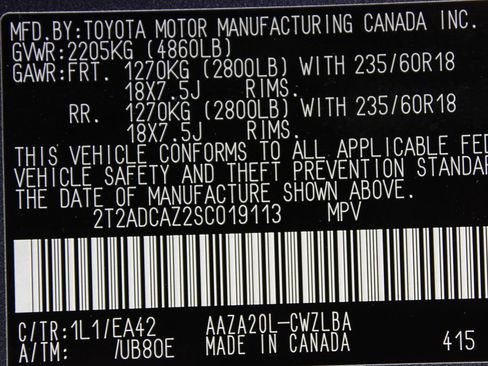 MFD.BY:TOYOTA MOTOR MANUFACTURING CANADA INC.
GVWR:2205KG (4860LB)
GAWR:FRT. 1270KG (2800LB) WITH 235/60R18
18X7.5J RIMS.
RR. 1270KG (2800LB) WITH 235/60R18
18X7.5J RIMS.
THIS VEHICLE CONFORMS TO ALL APPLICABLE FED
VEHICLE SAFETY AND THEFT PREVENTION STANDA
THE DATE OF MANUFACTURE SHOWN ABOVE.
2T2ADCAZ2SC019113 MPV
C/TR:1L1/EA42 AAZA20L-CWZLBA
A/TM: /UB80E MADE IN CANADA 415